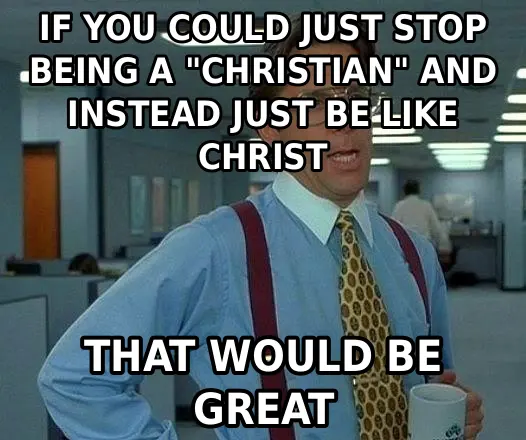 IF YOU COULD JUST STOP
BEING A "CHRISTIAN" AND
INSTEAD JUST BE LIKE
CHRIST
THAT WOULD BE
GREAT